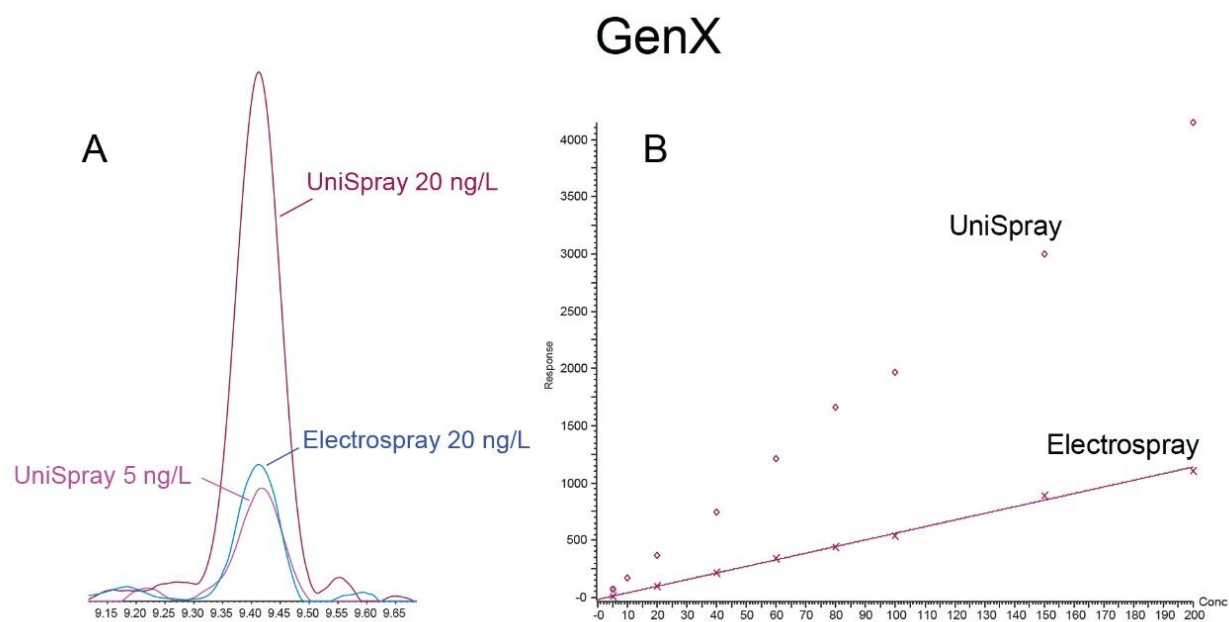 GenX
A
UniSpray 20 ng/L
Electrospray 20 ng/L
UniSpray 5 ng/L
9.15 9.20 9.25 9.30 9.35 9.40 9.45 9.50 9.55 9.60 9.65
B
4000
3500
3000
2500
2000
1500
1000
500
-0
Response
UniSpray
Electrospray
Conc
-0 10 20 30 40 50 60 70 80 90 100 110 120 130 140 150 160 170 180 190 200